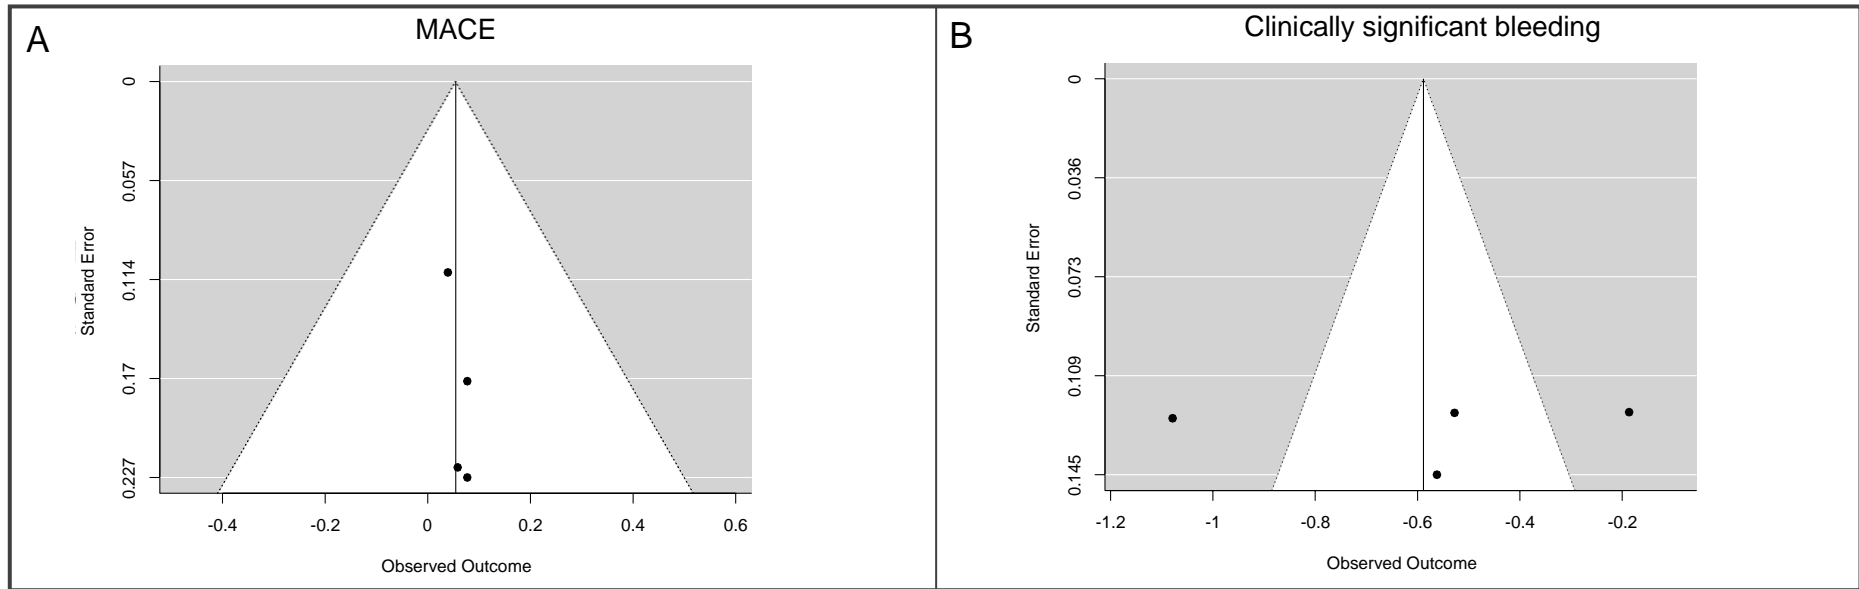 A
MACE
0
0.057
0.114
0.17
0.227
Standard Error
-0.4
-0.2
0
0.2
0.4
0.6
Observed Outcome
B
Clinically significant bleeding
0
0.036
0.073
0.109
0.145
Standard Error
-1.2
-1
-0.8
-0.6
-0.4
-0.2
Observed Outcome